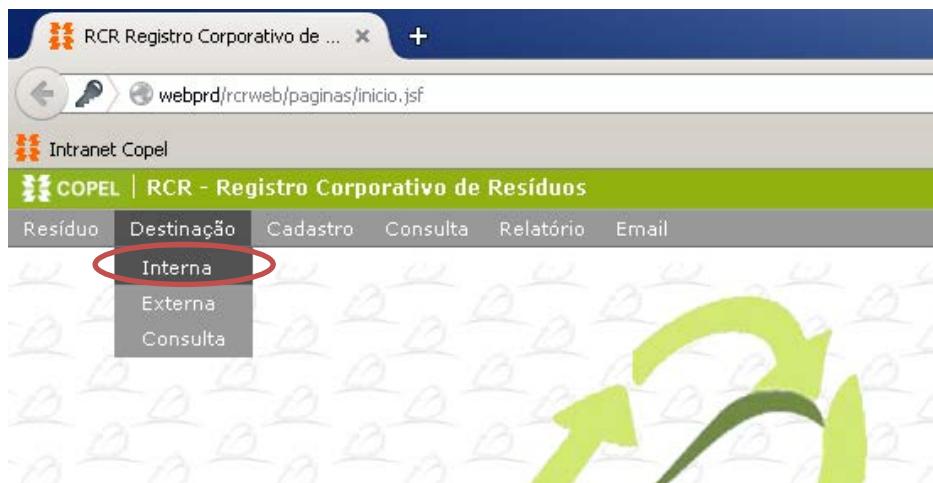 RCR Registro Corporativo de ...
webprd/rcrweb/paginas/inicio.jsf
Intranet Copel
COPEL | RCR - Registro Corporativo de Resíduos
Resíduo Destinação Cadastro Consulta Relatório Email
Interna
Externa
Consulta